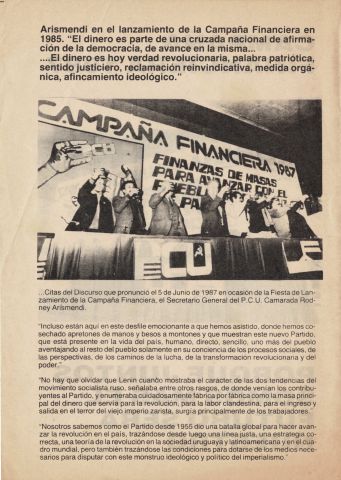 Arismendi en el lanzamiento de la Campaña Financiera en
1985. "El dinero es parte de una cruzada nacional de afirma-
ción de la democracia, de avance en la misma...
....El dinero es hoy verdad revolucionaria, palabra patriótica,
sentido justiciero, reclamación reinvindicativa, medida orgá-
nica, afincamiento ideológico."
CAMPAÑA FINANCIERA 1987
FINANZAS DE MASAS
PARA AVANZAR CON EL
PUEBLO
PA
CU
...Citas del Discurso que pronunció el 5 de Junio de 1987 en ocasión de la Fiesta de Lan-
zamiento de la Campaña Financiera, el Secretario General del P.C.U. Camarada Rod-
ney Arismendi.
"Incluso están aquí en este desfile emocionante a que hemos asistido, donde hemos co-
sechado apretones de manos y besos a montones y que muestran este nuevo Partido,
que está presente en la vida del país, humano, directo, sencillo, uno más del pueblo
aventajando al resto del pueblo solamente en su conciencia de los procesos sociales, de
las perspectivas, de los caminos de la lucha, de la transformación revolucionaria y del
poder."
"No hay que olvidar que Lenin cuando mostraba el caracter de las dos tendencias del
movimiento socialista ruso, señalaba entre otros rasgos, de donde venían los contribu-
yentes al Partido, y enumeraba cuidadosamente fábrica por fábrica como la masa princi-
pal del dinero que servía para la revolución, para la labor clandestina, para el ingreso y
salida en el terror del viejo imperio zarista, surgía principalmente de los trabajadores."
"Nosotros sabemos como el Partido desde 1955 dio una batalla global para hacer avan-
zar la revolución en el país, trazándose desde luego una línea justa, una estrategia co-
rrecta, una teoría de la revolución en la sociedad uruguaya y latinoamericana y en el cua-
dro mundial, pero también trazándose las condiciones para dotarse de los medios nece-
sarios para disputar con este monstruo ideológico y político del imperialismo."